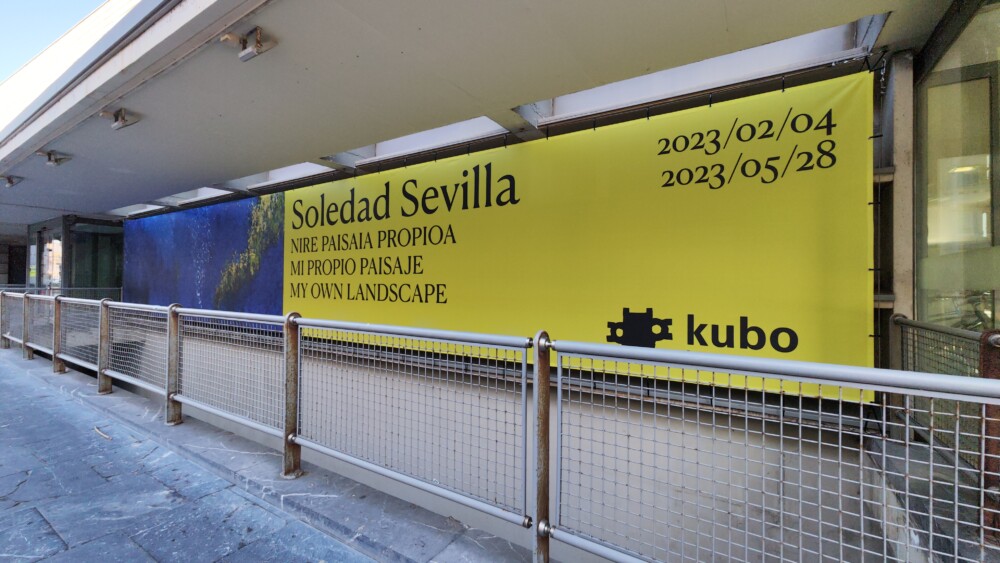 Soledad Sevilla
NIRE PAISAIA PROPIOA
MI PROPIO PAISAJE
MY OWN LANDSCAPE
2023/02/04
2023/05/28
kubo